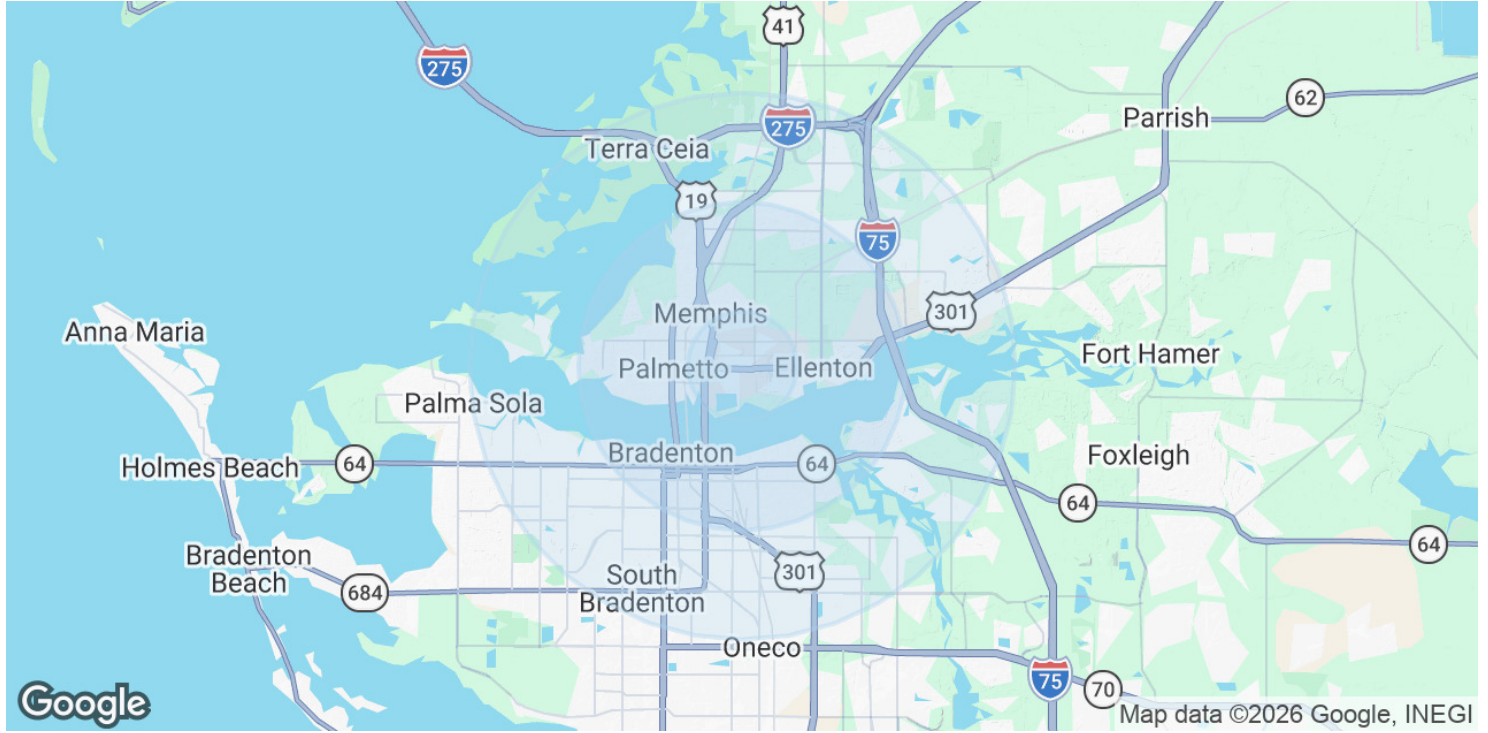 41
275
62
Parrish
275
Terra Ceia
19
75
301
Memphis
Anna Maria
Fort Hamer
Palmetto
Ellenton
Palma Sola
Bradenton
Foxleigh
Holmes Beach
64
64
64
64
Bradenton
Beach
301
South
Bradenton
684
Oneco
75
70
Google
Map data ©2026 Google, INEGI